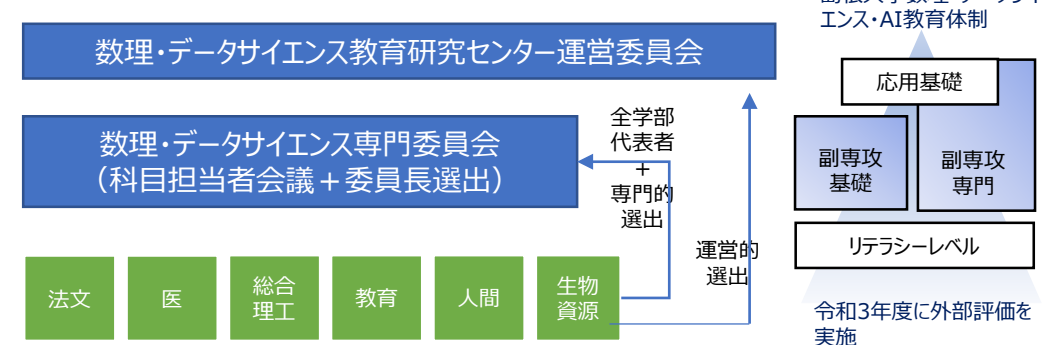 数理・データサイエンス教育研究センター運営委員会
数理・データサイエンス専門委員会
（科目担当者会議＋委員長選出）
全学部
代表者
＋
専門的
選出
運営的
選出
法文
医
総合
理工
教育
人間
生物
資源
エンス・AI教育体制
応用基礎
副専攻
基礎
副専攻
専門
リテラシーレベル
令和3年度に外部評価を
実施